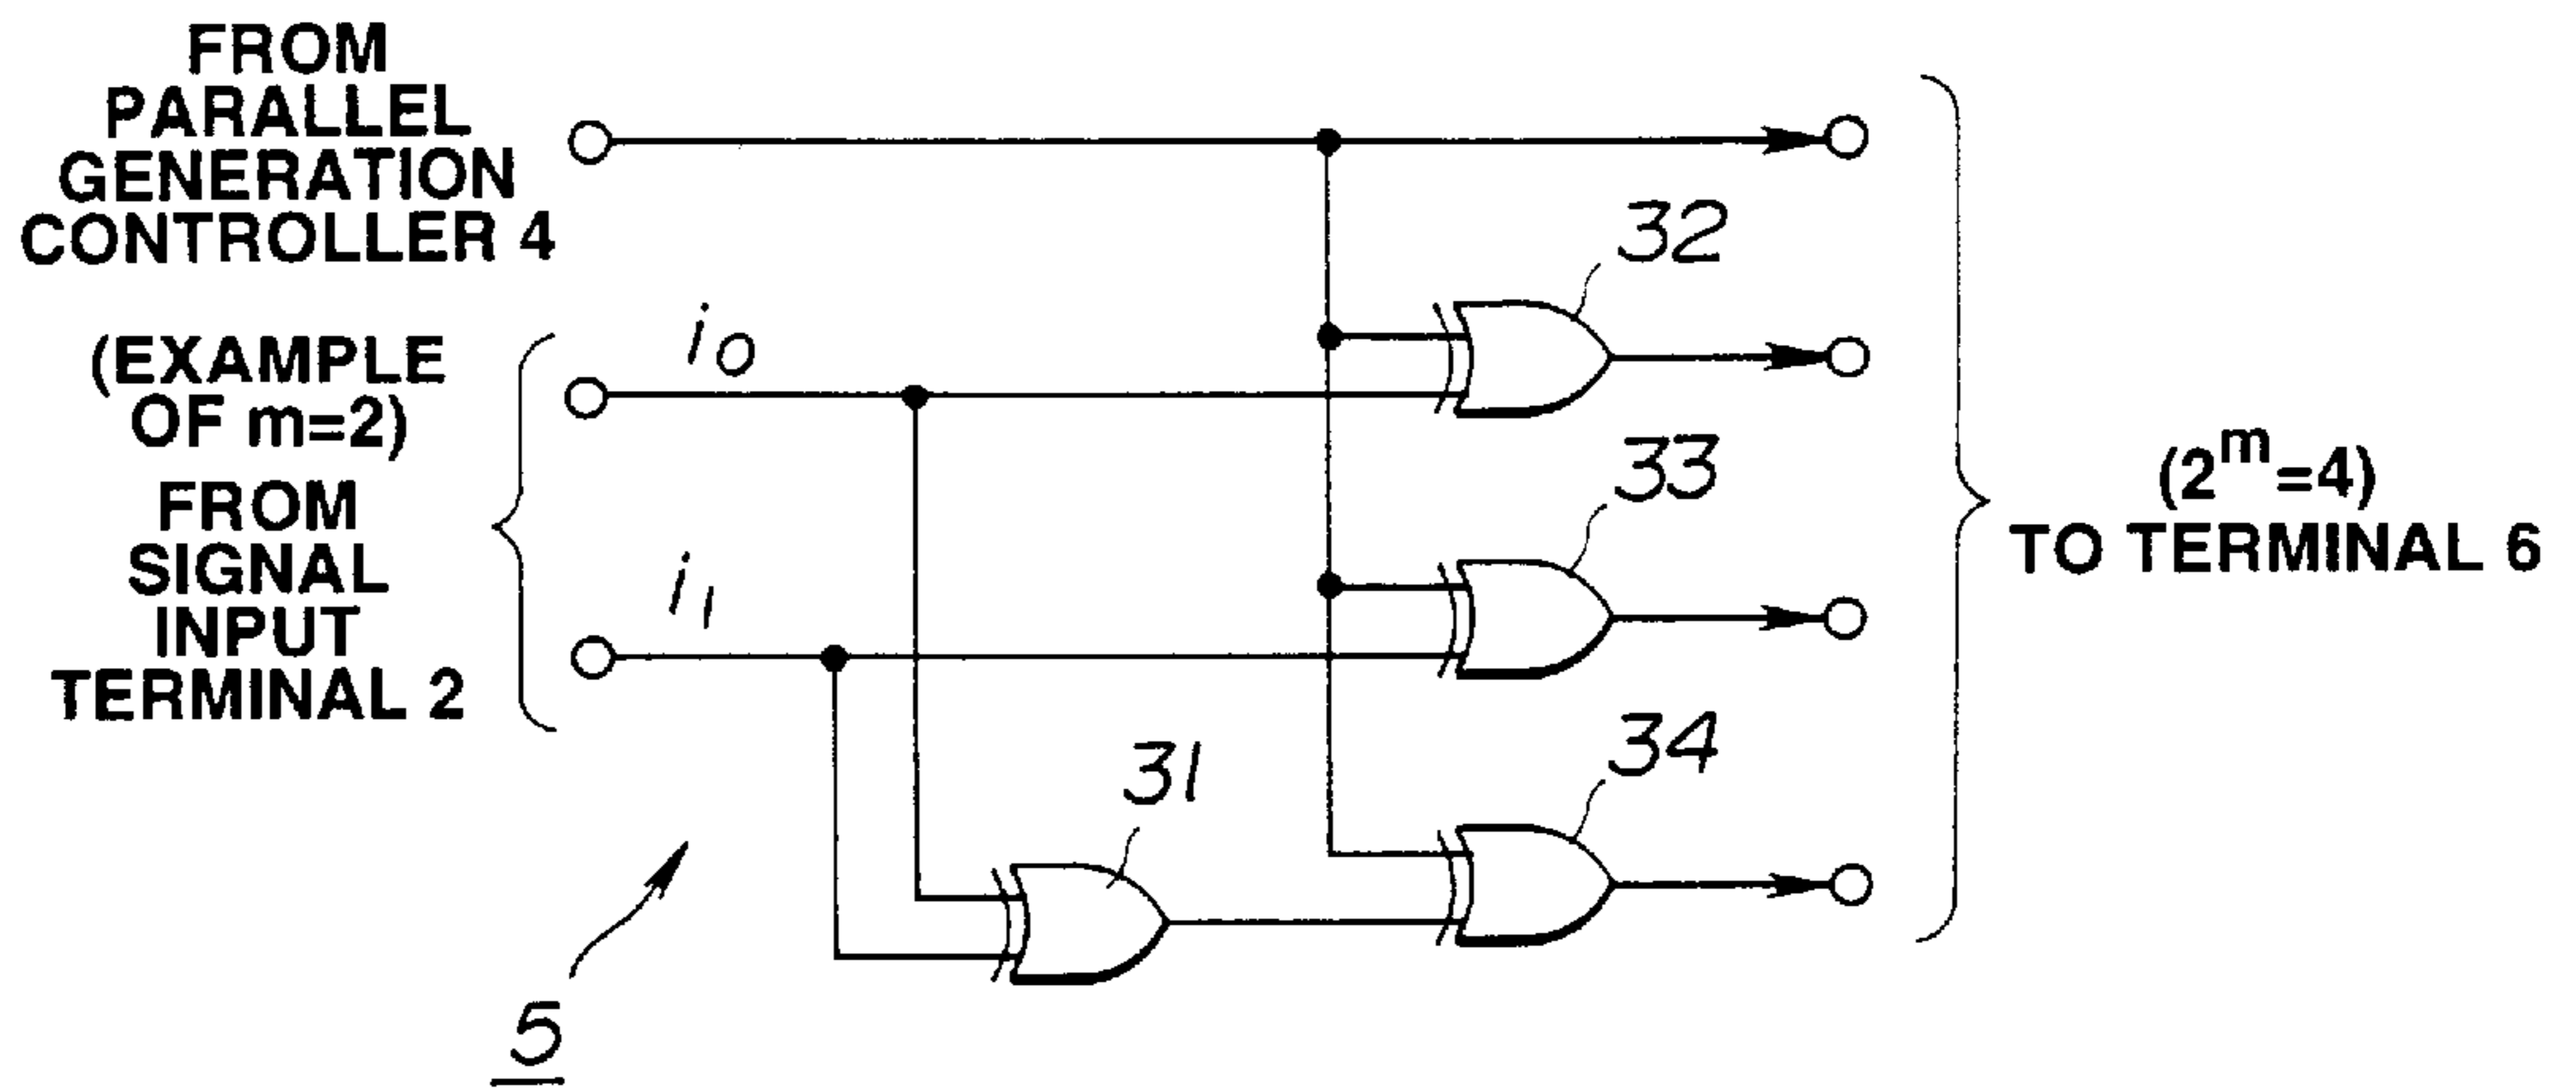 FROM
PARALLEL
GENERATION
CONTROLLER 4
(EXAMPLE
OF m=2)
FROM
SIGNAL
INPUT
TERMINAL 2
i0
i1
31
32
33
34
(2^m=4)
TO TERMINAL 6
5